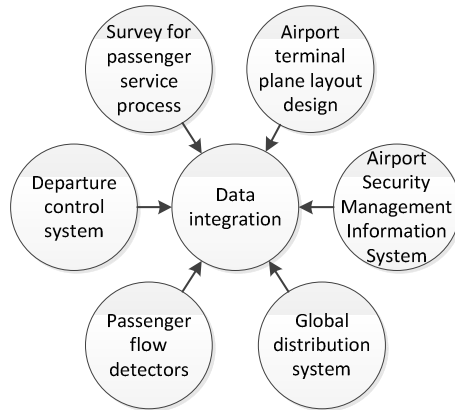 Survey for
passenger
service
process
Airport
terminal
plane layout
design
Departure
control
system
Data
integration
Airport
Security
Management
Information
System
Passenger
flow
detectors
Global
distribution
system